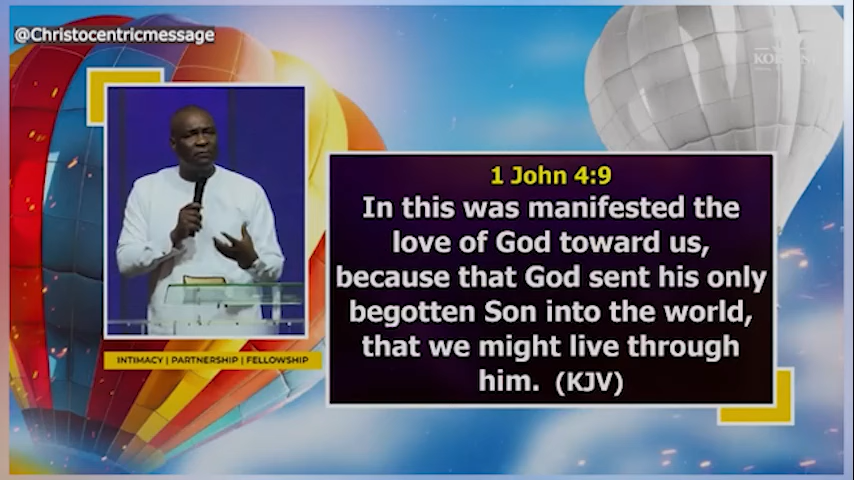 @Christocentricmessage
INTIMACY | PARTNERSHIP | FELLOWSHIP
1 John 4:9
In this was manifested the
love of God toward us,
because that God sent his only
begotten Son into the world,
that we might live through
him. (KJV)